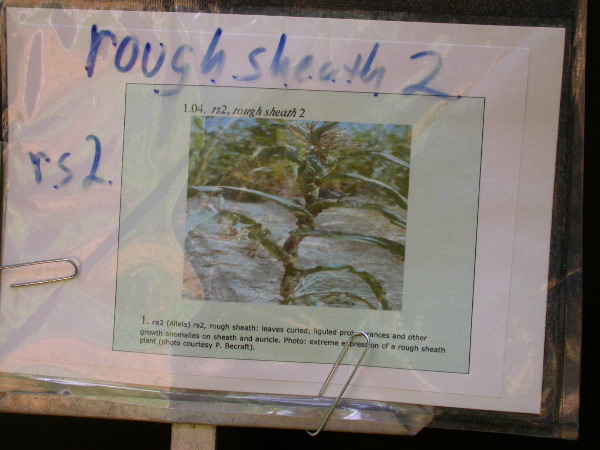 rough sheath 2
1.04, rs2, rough sheath 2
rs2
1. rs2 (Allele) rs2, rough sheath: leaves curled; liguled and other
growth anomalies on sheath and auricle. Photo: extreme expression of a rough sheath
plant (photo courtesy P. Becraft).